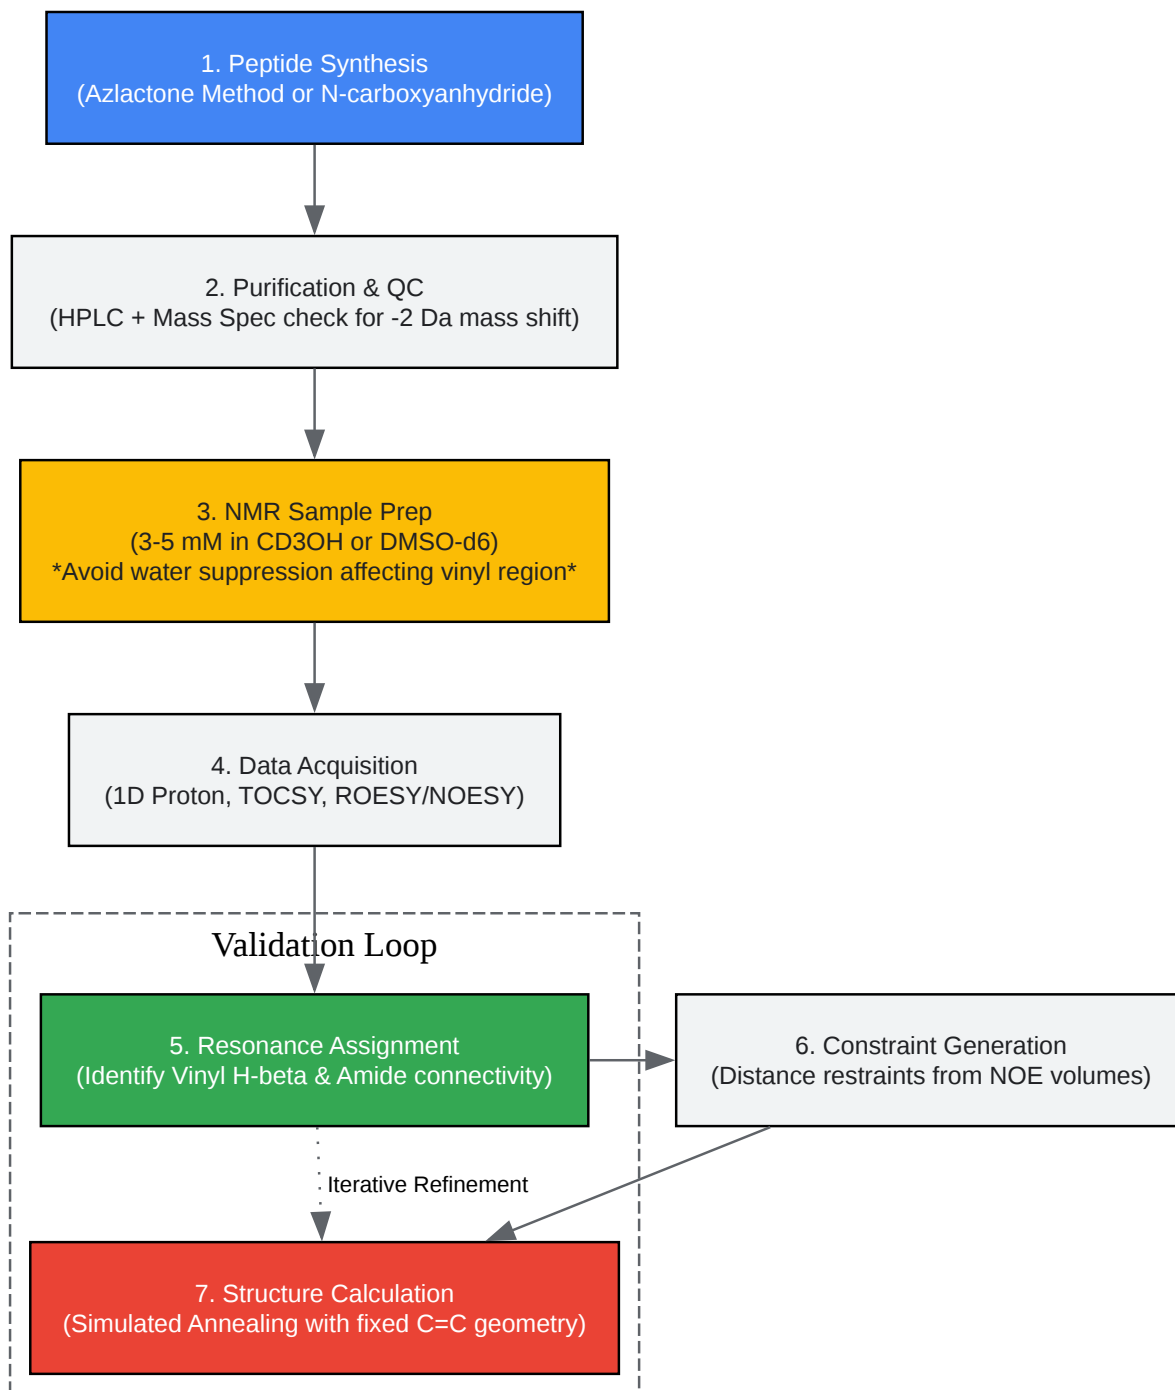 1. Peptide Synthesis
(Azlactone Method or N-carboxyanhydride)
2. Purification & QC
(HPLC + Mass Spec check for -2 Da mass shift)
3. NMR Sample Prep
(3-5 mM in CD3OH or DMSO-d6)
*Avoid water suppression affecting vinyl region*
4. Data Acquisition
(1D Proton, TOCSY, ROESY/NOESY)
Validation Loop
5. Resonance Assignment
(Identify Vinyl H-beta & Amide connectivity)
6. Constraint Generation
(Distance restraints from NOE volumes)
Iterative Refinement
7. Structure Calculation
(Simulated Annealing with fixed C=C geometry)